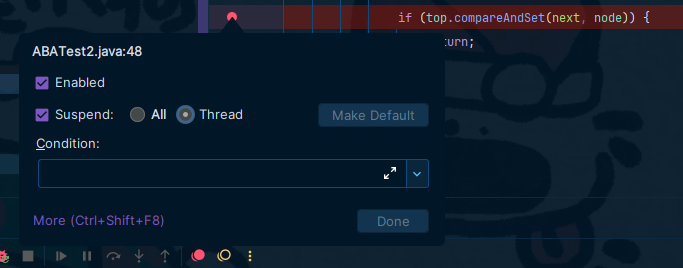 if (top.compareAndSet(next, node)) {
turn;
ABATest2.java:48
Enabled
Suspend: All Thread Make Default
Condition:
More (Ctrl+Shift+F8) Done